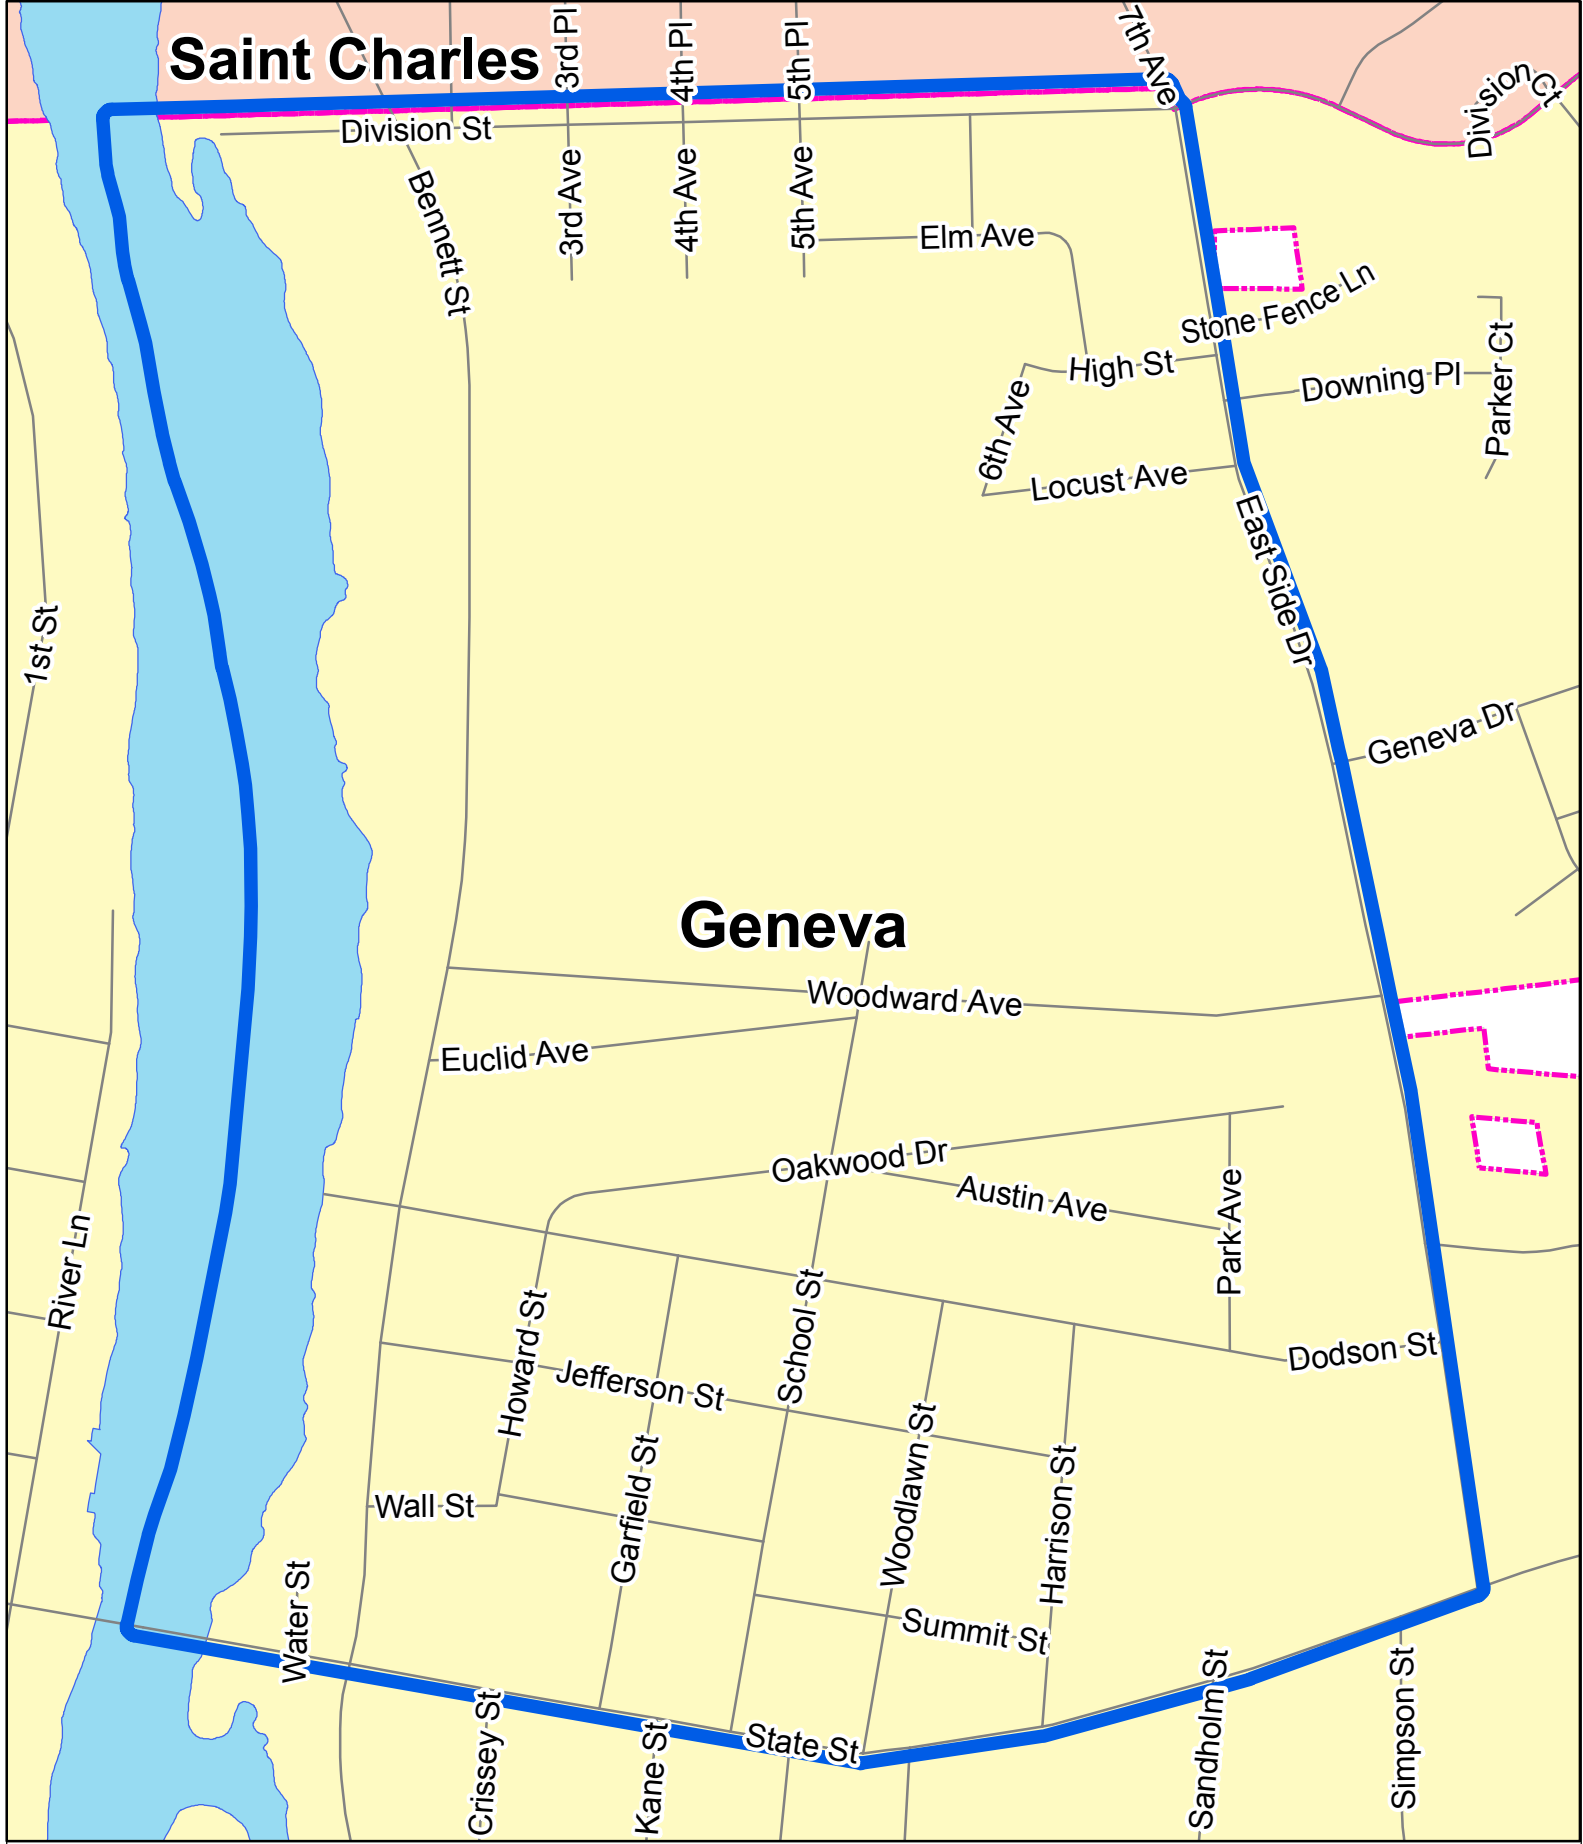 Saint Charles
3rd Pl
4th Pl
5th Pl
7th Ave
Division Ct
Division St
Bennett St
3rd Ave
4th Ave
5th Ave
Elm Ave
Stone Fence Ln
High St
Downing Pl
Parker Ct
6th Ave
Locust Ave
East Side Dr
1st St
Geneva Dr
Geneva
Woodward Ave
Euclid Ave
Oakwood Dr
Austin Ave
Park Ave
River Ln
Howard St
School St
Dodson St
Jefferson St
Woodlawn St
Garfield St
Harrison St
Wall St
Water St
Summit St
Crissey St
Kane St
State St
Sandholm St
Simpson St